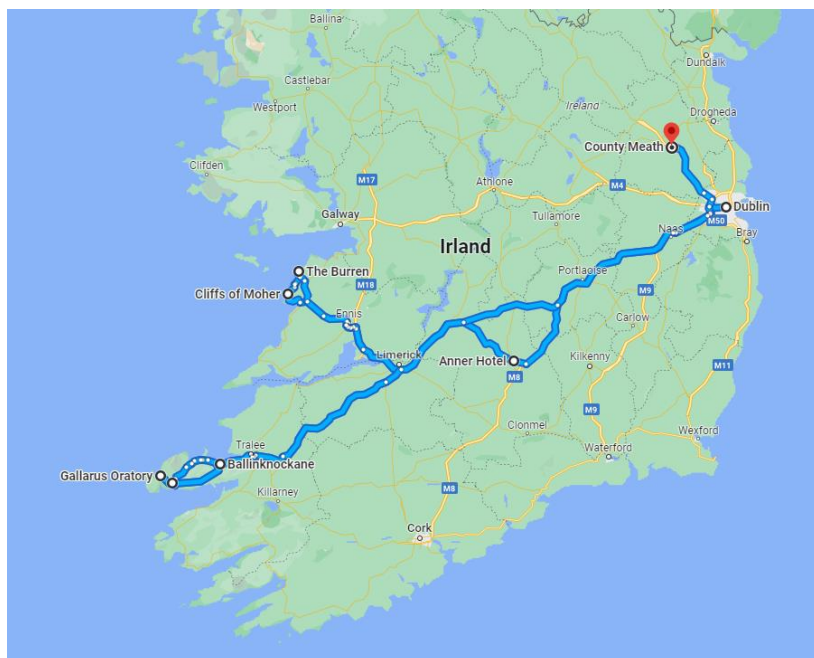 Ballina
Dundalk
Castlebar
Westport
Ireland
Drogheda
County Meath
Clifden
M17
Athlone
M4
Dublin
Galway
Tullamore
M50
Naas
Bray
Irland
The Burren
Portlaoise
Cliffs of Moher
M18
M9
Ennis
Carlow
Limerick
Anner Hotel
Kilkenny
M11
M8
M9
Clonmel
Wexford
Tralee
Waterford
Ballinknockane
Gallarus Oratory
Killarney
M8
Cork